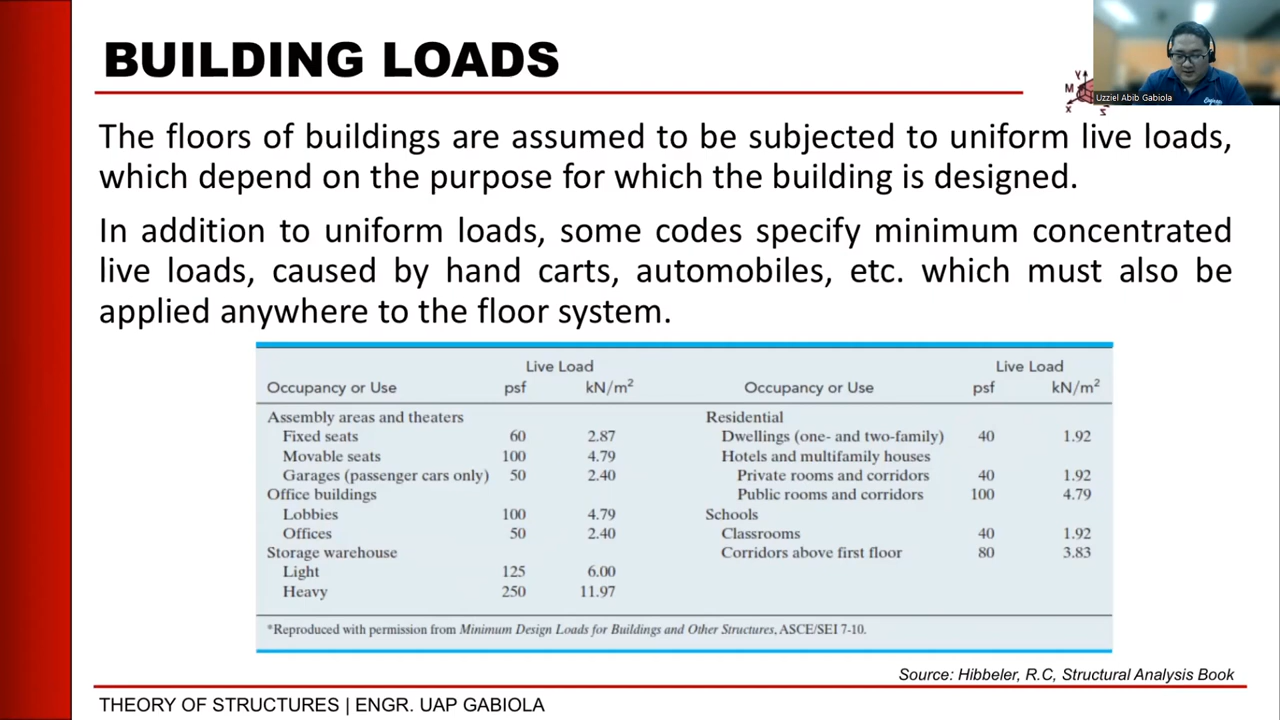 BUILDING LOADS
Y
M
X
Z
Uzziel Abib Gabiola
The floors of buildings are assumed to be subjected to uniform live loads,
which depend on the purpose for which the building is designed.
In addition to uniform loads, some codes specify minimum concentrated
live loads, caused by hand carts, automobiles, etc. which must also be
applied anywhere to the floor system.
Live Load Live Load
Occupancy or Use psf kN/m² Occupancy or Use psf kN/m²
Assembly areas and theaters Residential
Fixed seats 60 2.87 Dwellings (one- and two-family) 40 1.92
Movable seats 100 4.79 Hotels and multifamily houses
Garages (passenger cars only) 50 2.40 Private rooms and corridors 40 1.92
Office buildings Public rooms and corridors 100 4.79
Lobbies 100 4.79 Schools
Offices 50 2.40 Classrooms 40 1.92
Storage warehouse Corridors above first floor 80 3.83
Light 125 6.00
Heavy 250 11.97
*Reproduced with permission from Minimum Design Loads for Buildings and Other Structures, ASCE/SEI 7-10.
Source: Hibbeler, R.C, Structural Analysis Book
THEORY OF STRUCTURES | ENGR. UAP GABIOLA